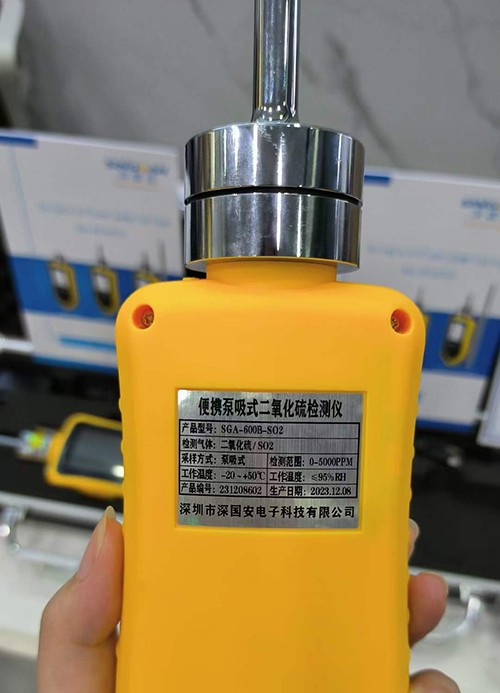 便携泵吸式二氧化硫检测仪
产品型号: SGA-600B-SO2
检测气体: 二氧化硫/SO2
采样方式: 泵吸式 检测范围: 0-5000PPM
工作温度: -20～+50℃ 工作湿度: ≤95%RH
产品编号: 231208602 生产日期: 2023.12.08
深圳市深国安电子科技有限公司